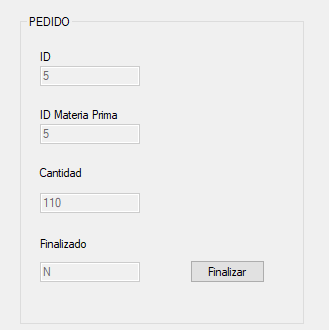 PEDIDO
ID
5
ID Materia Prima
5
Cantidad
110
Finalizado
N
Finalizar